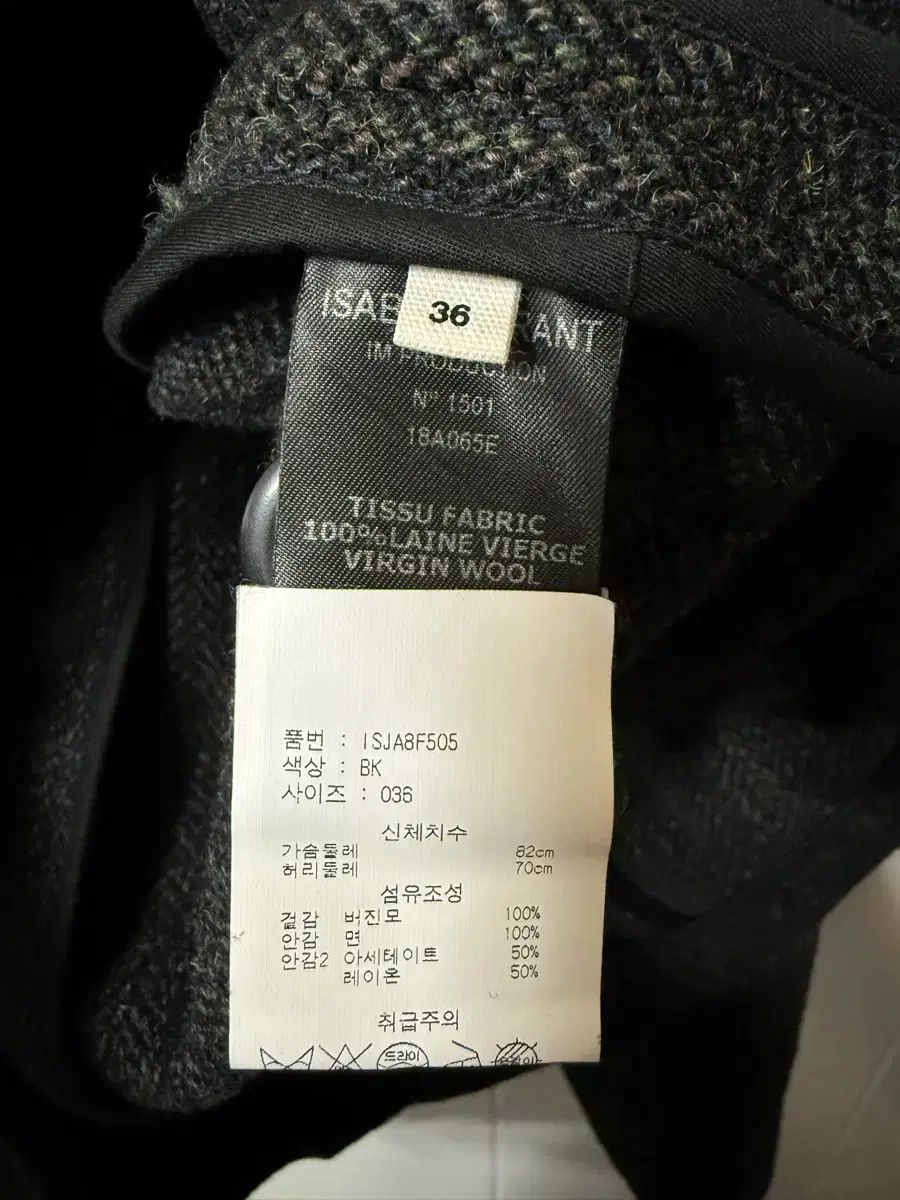 36
ISAB RANT
IM PRODUCTION
N° 1501
18A065E
TISSU FABRIC
100%LAINE VIERGE
VIRGIN WOOL
품번 : ISJA8F505
색상 : BK
사이즈 : 036
신체치수
가슴둘레 82cm
허리둘레 70cm
섬유조성
겉감 버진모 100%
안감 면 100%
안감2 아세테이트 50%
레이온 50%
취급주의
드라이